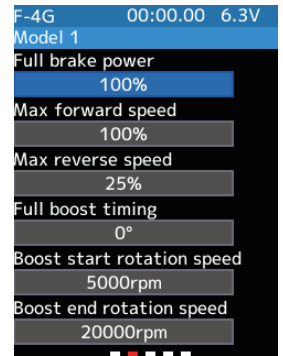 F-4G 00:00.00 6.3V
Model 1
Full brake power
100%
Max forward speed
100%
Max reverse speed
25%
Full boost timing
0°
Boost start rotation speed
5000rpm
Boost end rotation speed
20000rpm